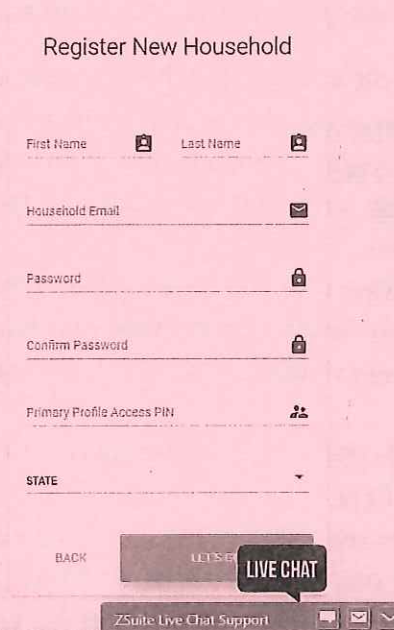 Register New Household
First Name Last Name
Household Email
Password
Confirm Password
Primary Profile Access PIN
STATE
BACK LET'S
LIVE CHAT
ZSuite Live Chat Support